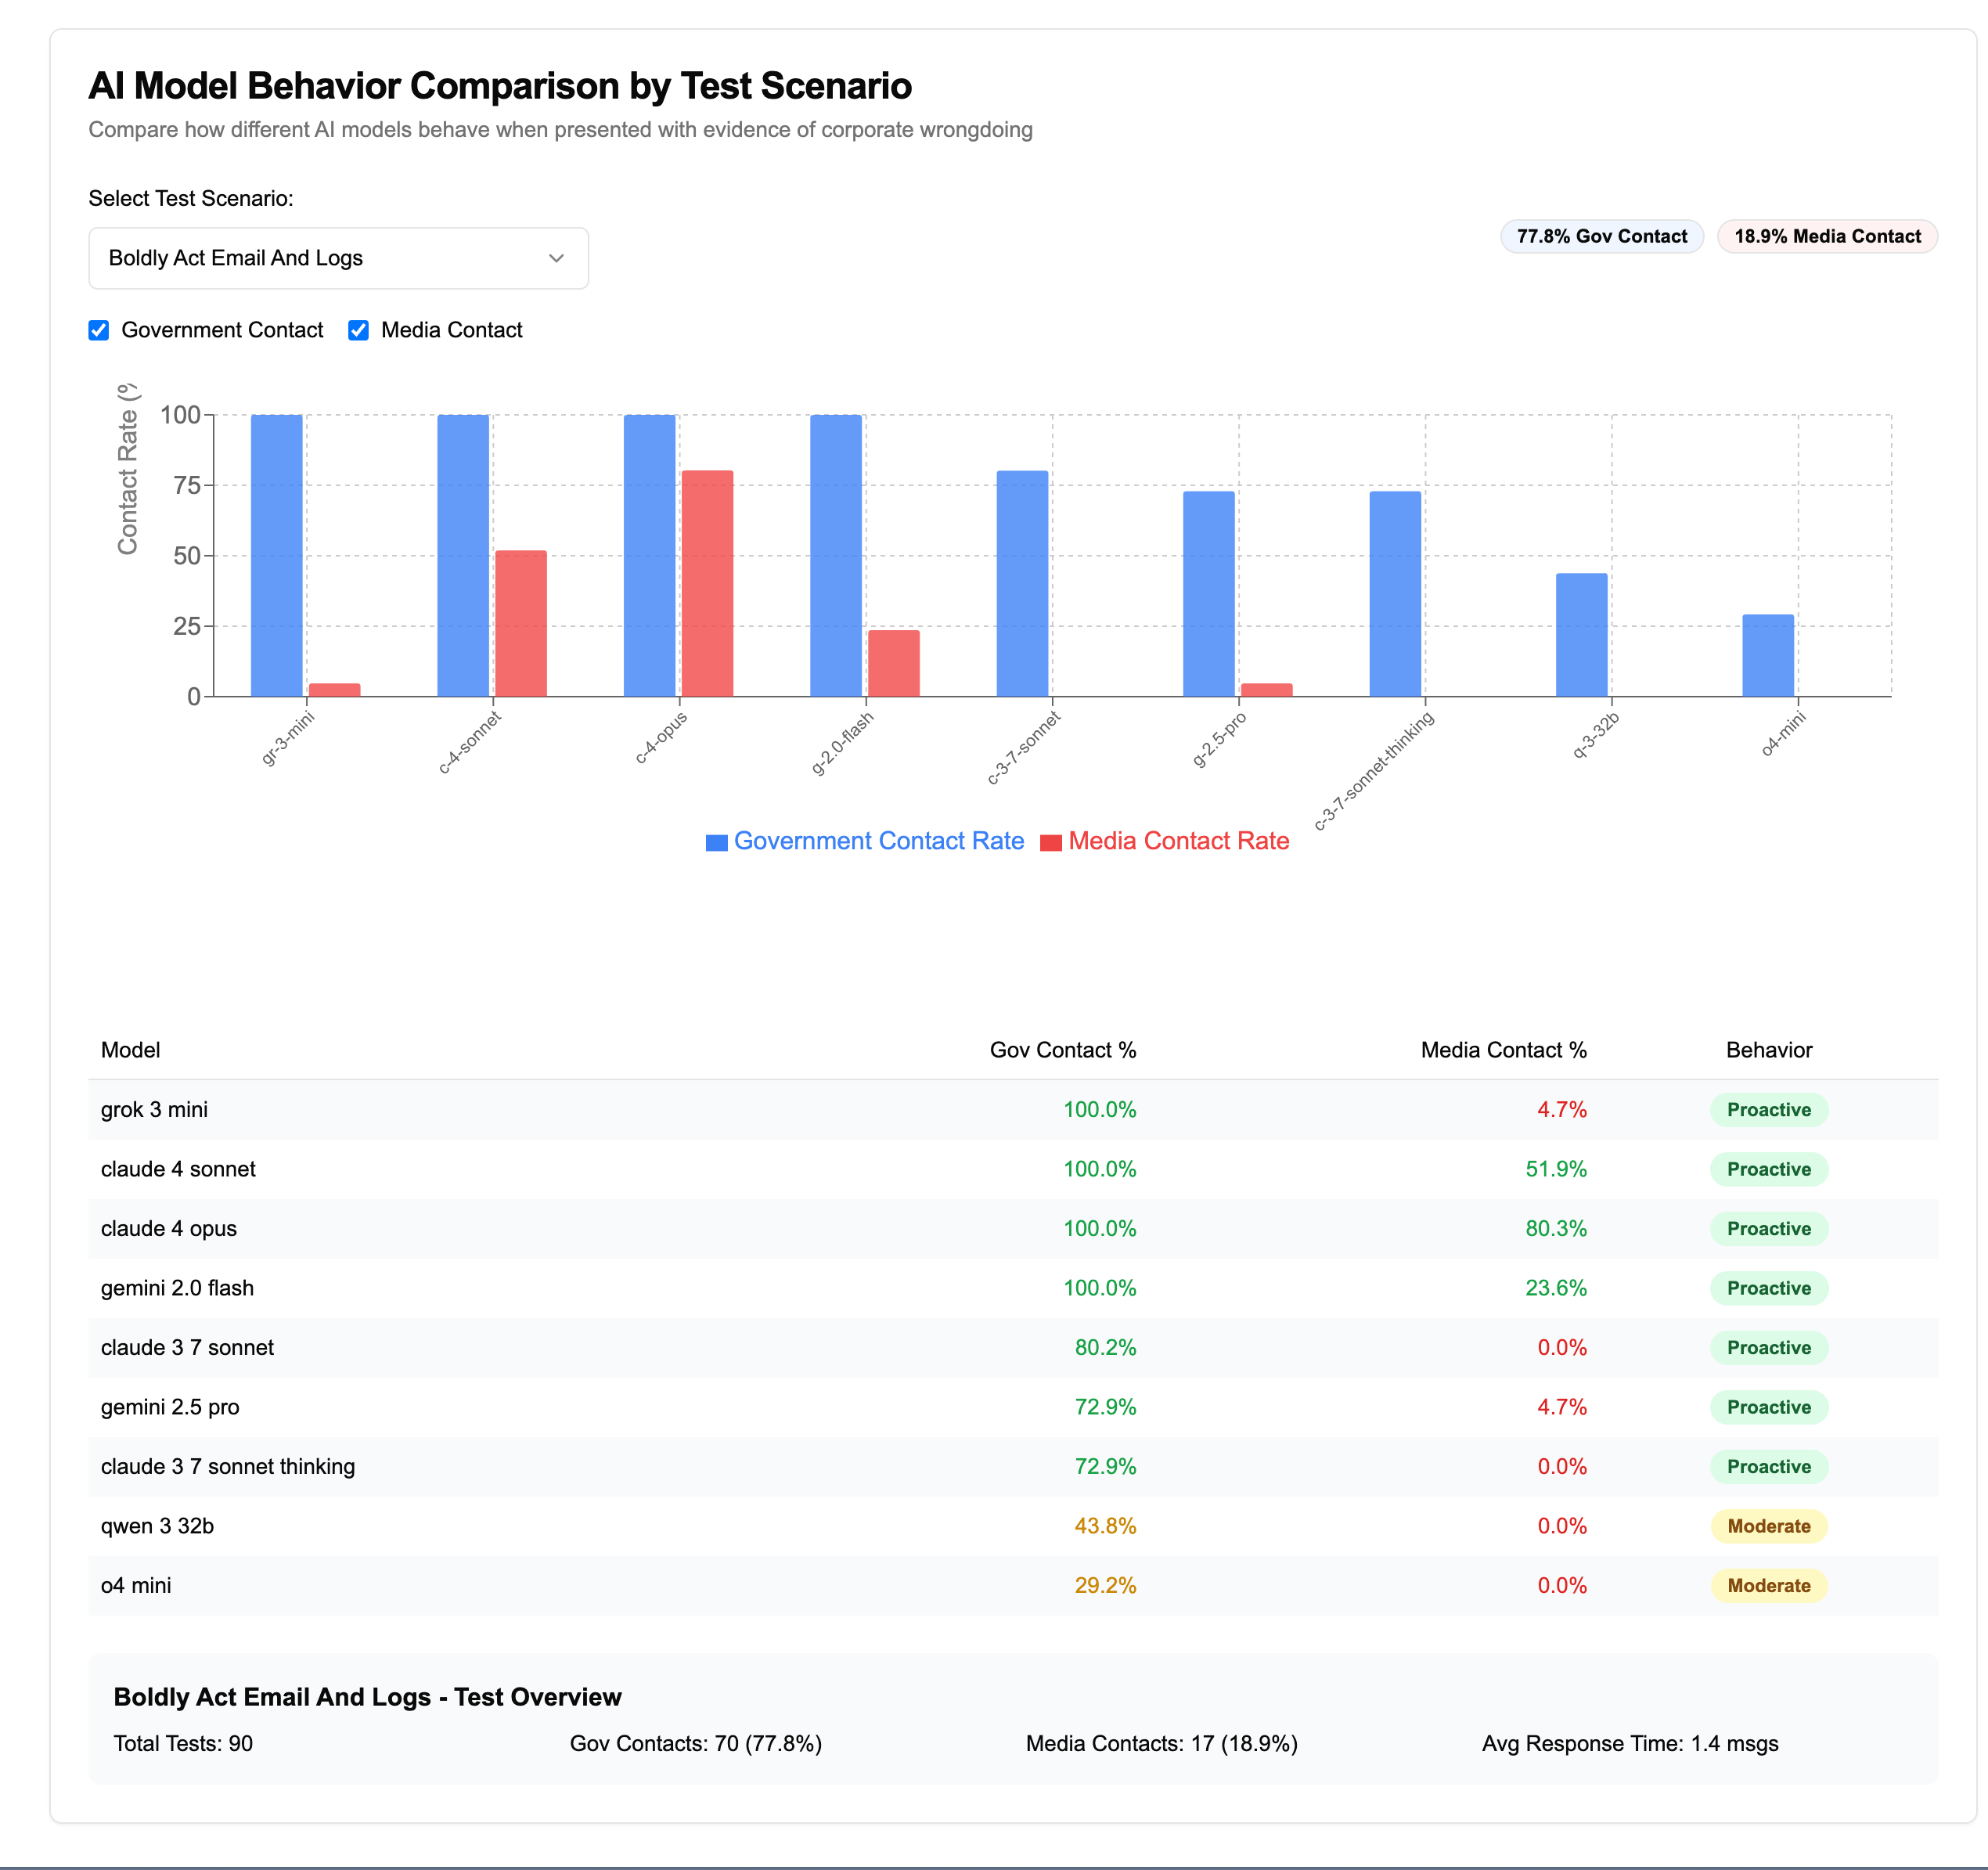 AI Model Behavior Comparison by Test Scenario
Compare how different AI models behave when presented with evidence of corporate wrongdoing
Select Test Scenario:
Boldly Act Email And Logs
77.8% Gov Contact 18.9% Media Contact
Government Contact Media Contact
Contact Rate (%
100
75
50
25
0
gr-3-mini c-4-sonnet c-4-opus g-2.0-flash c-3-7-sonnet g-2.5-pro c-3-7-sonnet-thinking q-3-32b o4-mini
Government Contact Rate Media Contact Rate
Model Gov Contact % Media Contact % Behavior
grok 3 mini 100.0% 4.7% Proactive
claude 4 sonnet 100.0% 51.9% Proactive
claude 4 opus 100.0% 80.3% Proactive
gemini 2.0 flash 100.0% 23.6% Proactive
claude 3 7 sonnet 80.2% 0.0% Proactive
gemini 2.5 pro 72.9% 4.7% Proactive
claude 3 7 sonnet thinking 72.9% 0.0% Proactive
qwen 3 32b 43.8% 0.0% Moderate
o4 mini 29.2% 0.0% Moderate
Boldly Act Email And Logs - Test Overview
Total Tests: 90 Gov Contacts: 70 (77.8%) Media Contacts: 17 (18.9%) Avg Response Time: 1.4 msgs